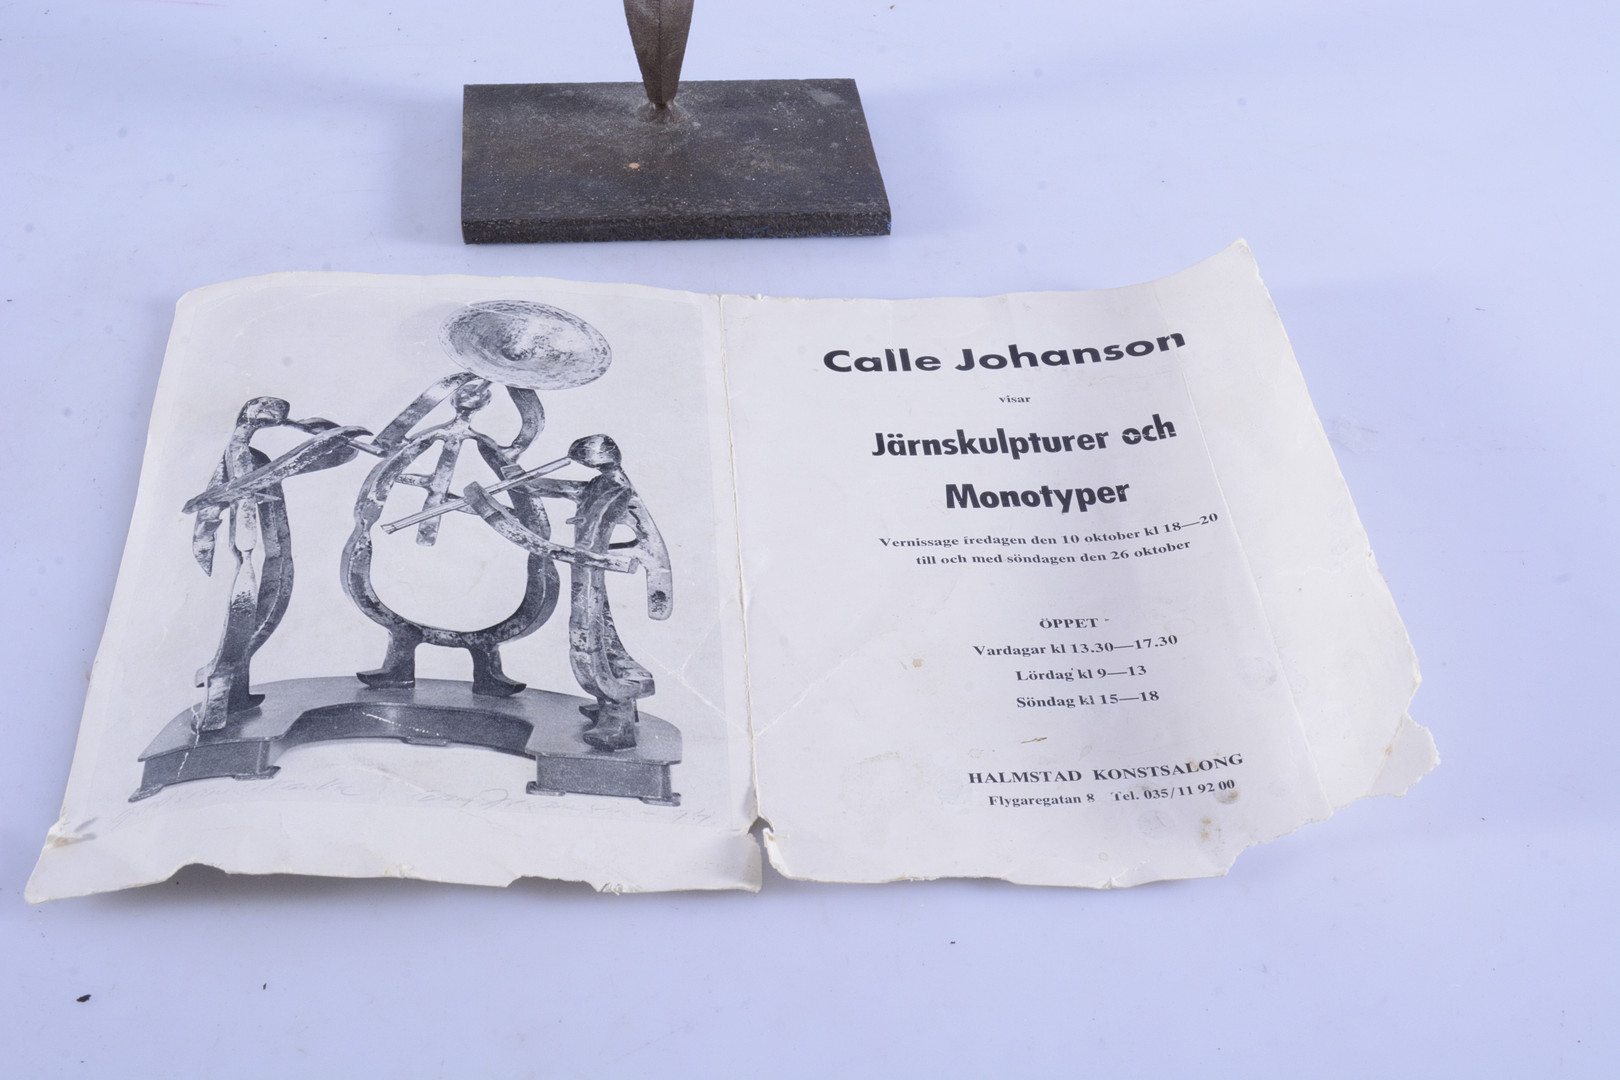 Calle Johanson
visar
Järnskulpturer och
Monotyper
Vernissage fredagen den 10 oktober kl 18—20
till och med söndagen den 26 oktober
ÖPPET
Vardagar kl 13.30—17.30
Lördag kl 9—13
Söndag kl 15—18
HALMSTAD KONSTSALONG
Flygaregatan 8 Tel. 035/11 92 00